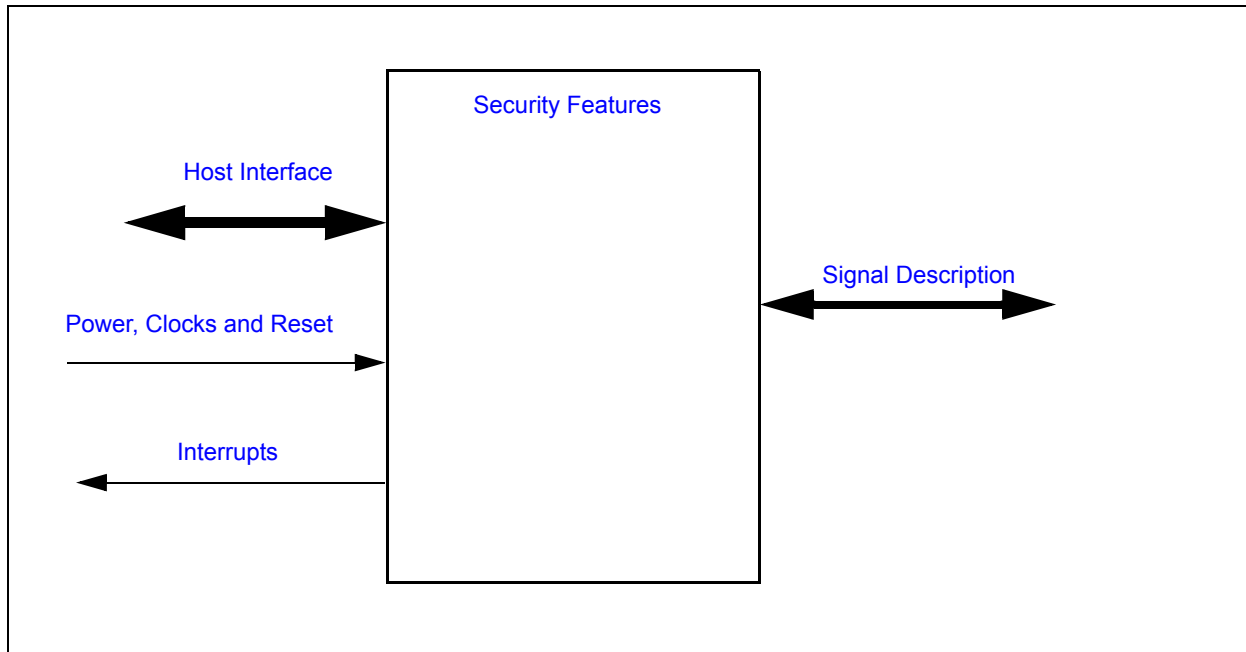 Security Features
Host Interface
Signal Description
Power, Clocks and Reset
Interrupts